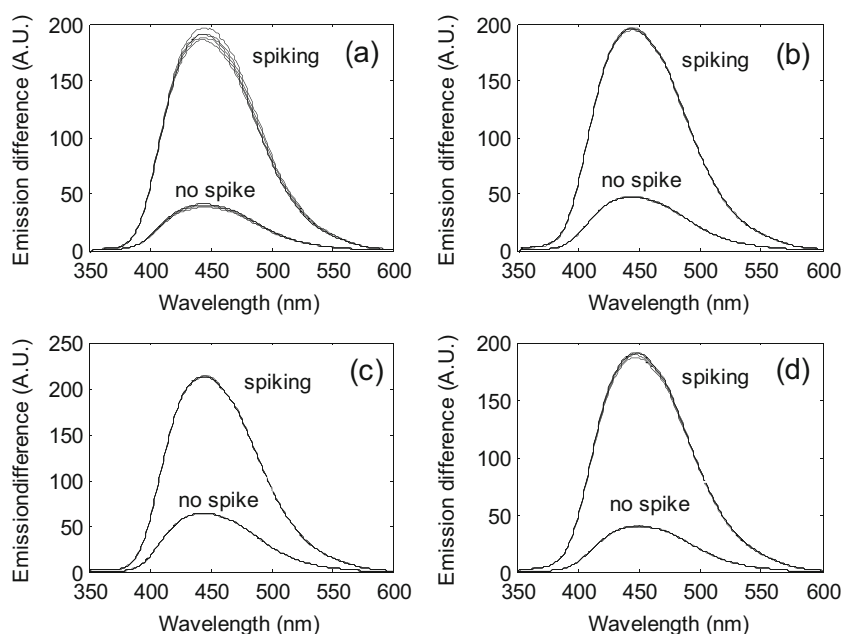 Emission difference (A.U.)
200
150
100
50
0
spiking
(a)
no spike
350 400 450 500 550 600
Wavelength (nm)
Emission difference (A.U.)
200
150
100
50
0
spiking
(b)
no spike
350 400 450 500 550 600
Wavelength (nm)
Emissiondifference (A.U.)
250
200
150
100
50
0
spiking
(c)
no spike
350 400 450 500 550 600
Wavelength (nm)
Emission difference (A.U.)
200
150
100
50
0
spiking
(d)
no spike
350 400 450 500 550 600
Wavelength (nm)